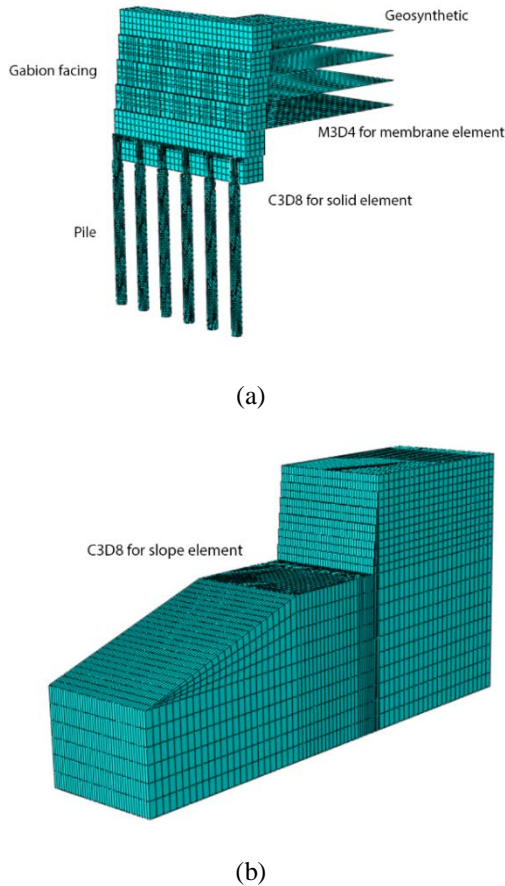 Geosynthetic
Gabion facing
M3D4 for membrane element
C3D8 for solid element
Pile
(a)
C3D8 for slope element
(b)